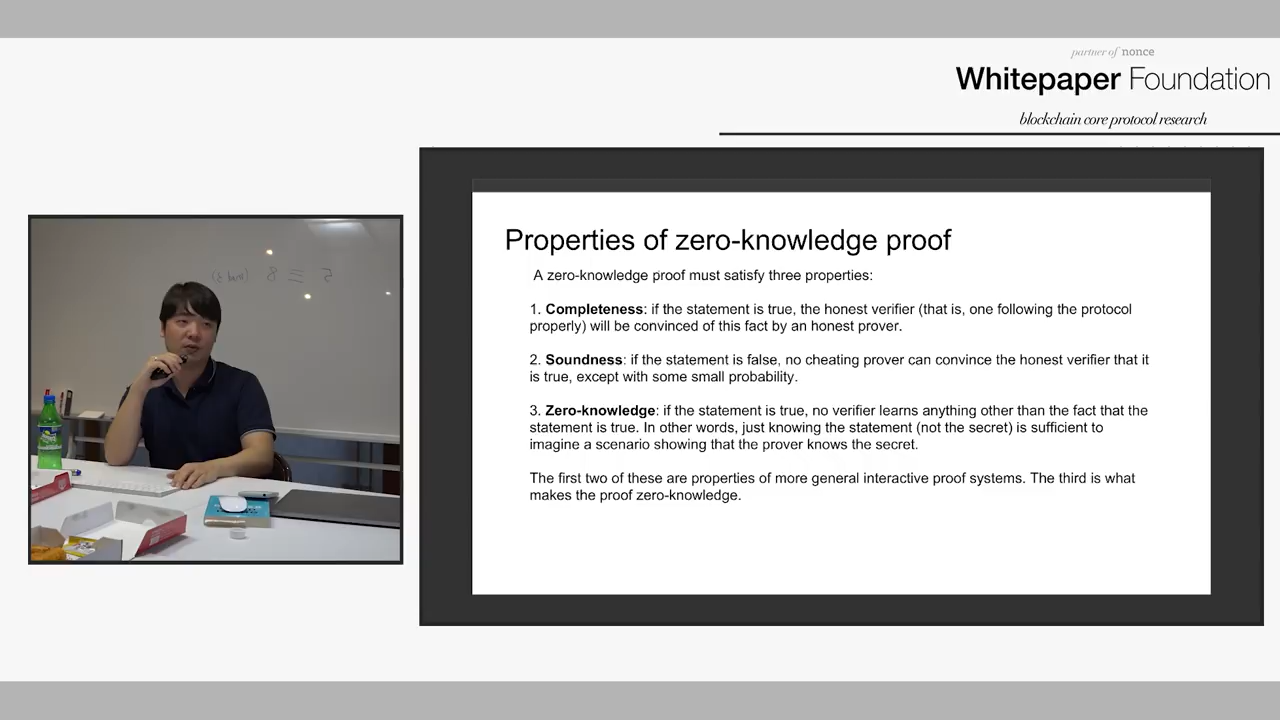 partner of nonce
Whitepaper Foundation
blockchain core protocol research
Properties of zero-knowledge proof
A zero-knowledge proof must satisfy three properties:
1. Completeness: if the statement is true, the honest verifier (that is, one following the protocol
properly) will be convinced of this fact by an honest prover.
2. Soundness: if the statement is false, no cheating prover can convince the honest verifier that it
is true, except with some small probability.
3. Zero-knowledge: if the statement is true, no verifier learns anything other than the fact that the
statement is true. In other words, just knowing the statement (not the secret) is sufficient to
imagine a scenario showing that the prover knows the secret.
The first two of these are properties of more general interactive proof systems. The third is what
makes the proof zero-knowledge.